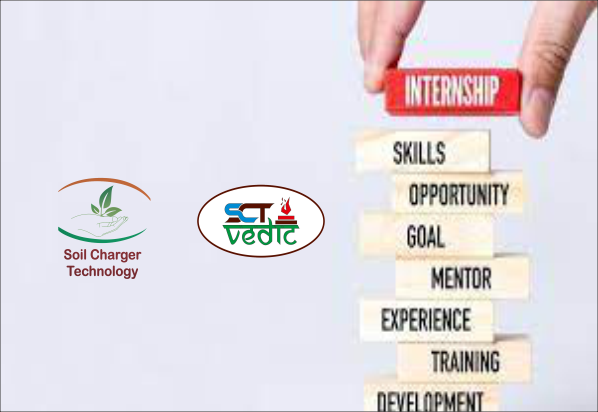 INTERNSHIP
SKILLS
OPPORTUNITY
GOAL
MENTOR
EXPERIENCE
TRAINING
DEVELOPMENT
Soil Charger
Technology
SCT
vedic